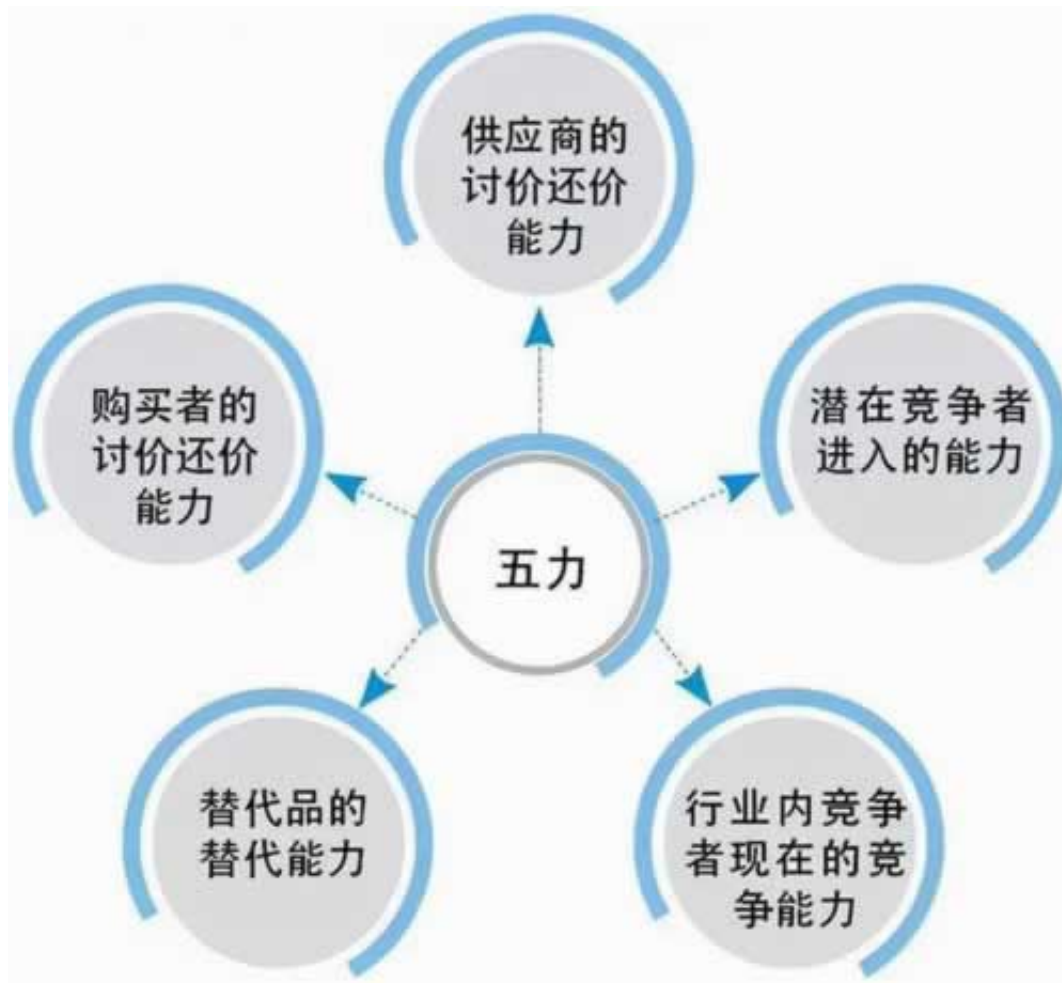 供应商的
讨价还价
能力
购买者的
讨价还价
能力
潜在竞争者
进入的能力
五力
替代品的
替代能力
行业内竞争
者现在的竞
争能力